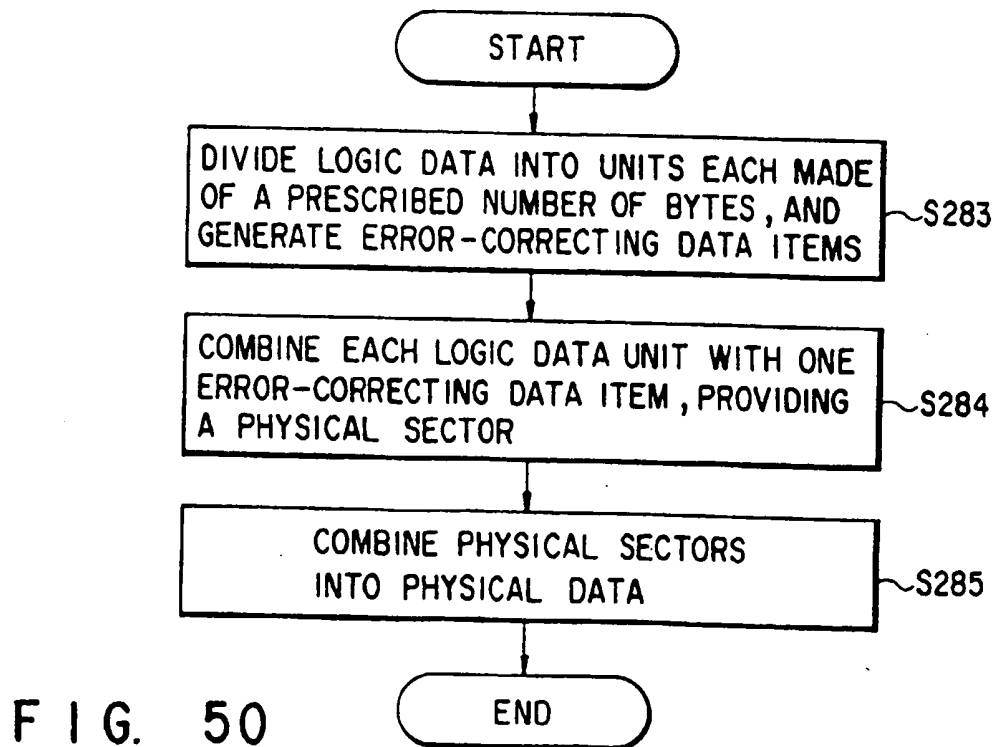 START
DIVIDE LOGIC DATA INTO UNITS EACH MADE
OF A PRESCRIBED NUMBER OF BYTES, AND
GENERATE ERROR-CORRECTING DATA ITEMS
S283
COMBINE EACH LOGIC DATA UNIT WITH ONE
ERROR-CORRECTING DATA ITEM, PROVIDING
A PHYSICAL SECTOR
S284
COMBINE PHYSICAL SECTORS
INTO PHYSICAL DATA
S285
END
FIG. 50